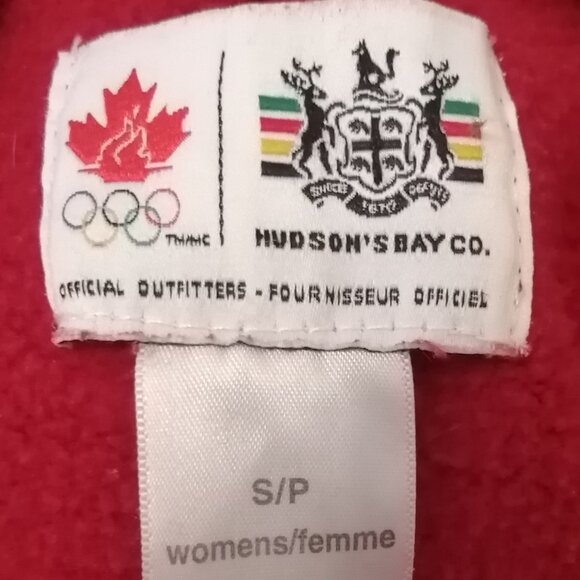 TM/MC
SINCE 1670 DEPUIS
HUDSON'S BAY CO.
OFFICIAL OUTFITTERS - FOURNISSEUR OFFICIEL
S/P
womens/femme